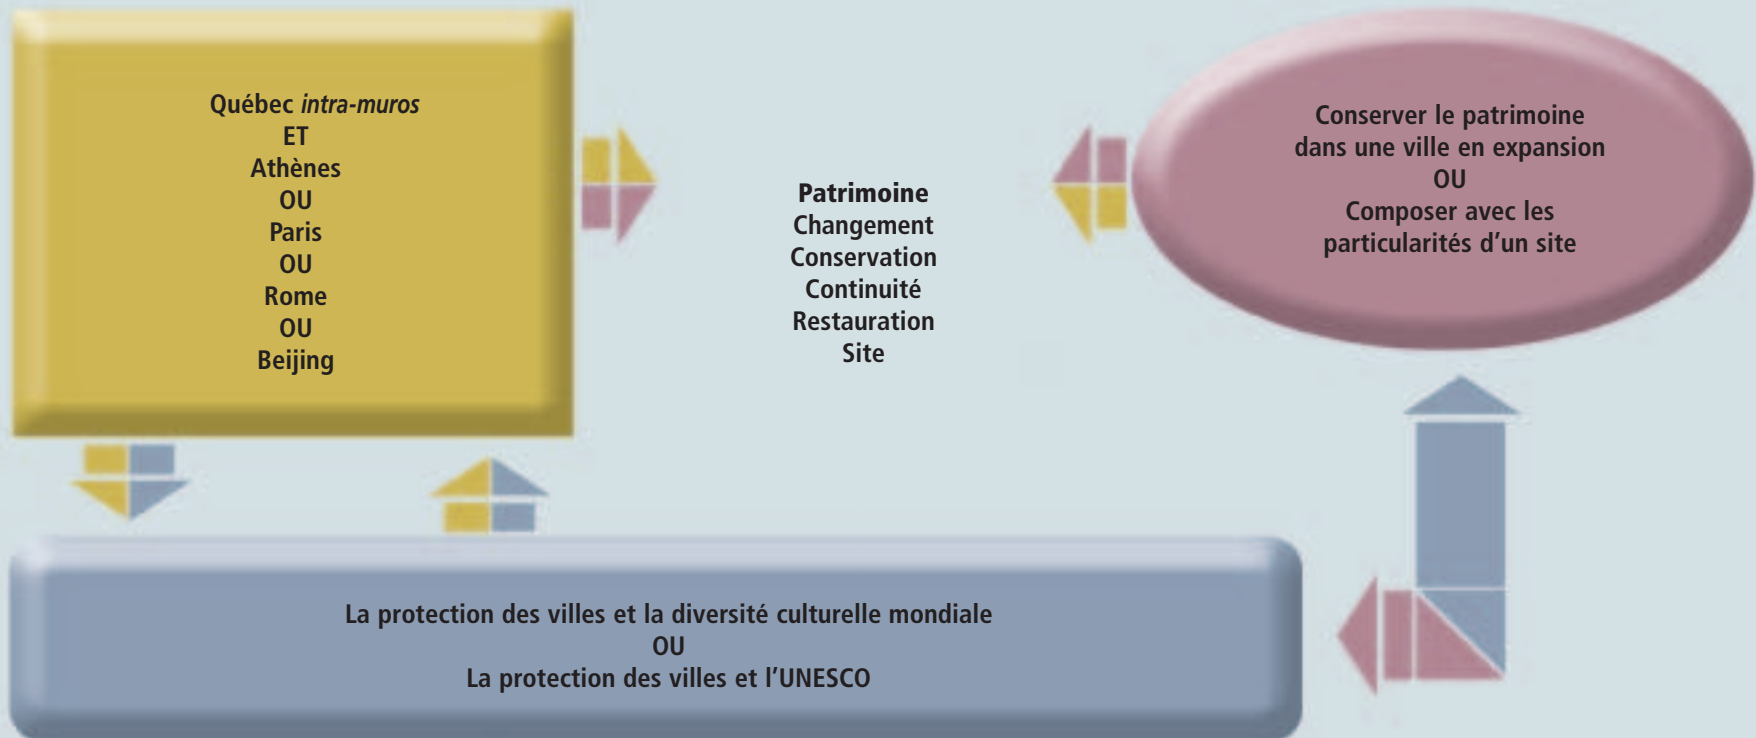 Québec intra-muros
ET
Athènes
OU
Paris
OU
Rome
OU
Beijing
Patrimoine
Changement
Conservation
Continuité
Restauration
Site
Conserver le patrimoine
dans une ville en expansion
OU
Composer avec les
particularités d'un site
La protection des villes et la diversité culturelle mondiale
OU
La protection des villes et l'UNESCO